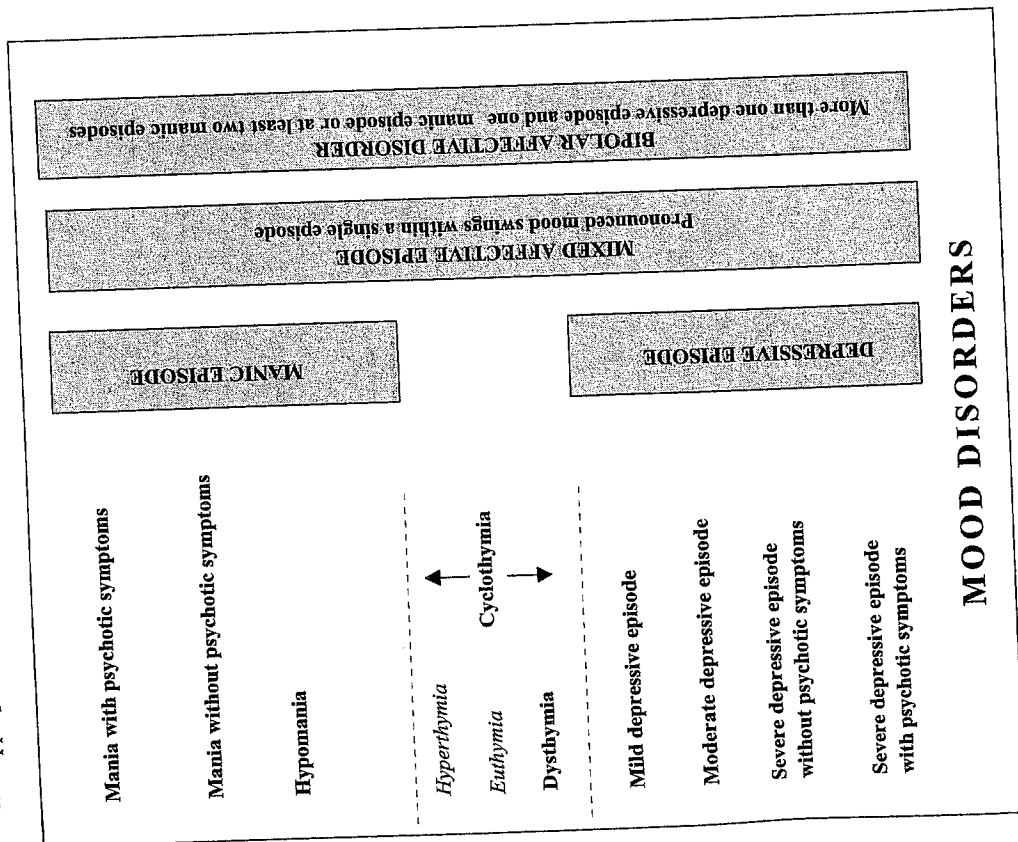 Mania with psychotic symptoms
Mania without psychotic symptoms
Hypomania
Hyperthymia
Euthymia
Dysthymia
Cyclothymia
Mild depressive episode
Moderate depressive episode
Severe depressive episode
without psychotic symptoms
Severe depressive episode
with psychotic symptoms
MANIC EPISODE
DEPRESSIVE EPISODE
MIXED AFFECTIVE EPISODE
Pronounced mood swings within a single episode
BIPOLAR AFFECTIVE DISORDER
More than one depressive episode and one manic episode or at least two manic episodes
MOOD DISORDERS